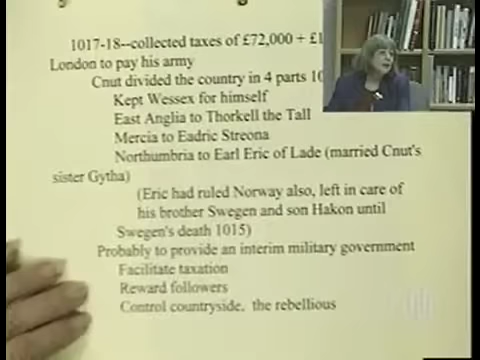 1017-18--collected taxes of £72,000 + £1
London to pay his army
Cnut divided the country in 4 parts 10
Kept Wessex for himself
East Anglia to Thorkell the Tall
Mercia to Eadric Streona
Northumbria to Earl Eric of Lade (married Cnut's
sister Gytha)
(Eric had ruled Norway also, left in care of
his brother Swegen and son Hakon until
Swegen's death 1015)
Probably to provide an interim military government
Facilitate taxation
Reward followers
Control countryside, the rebellious